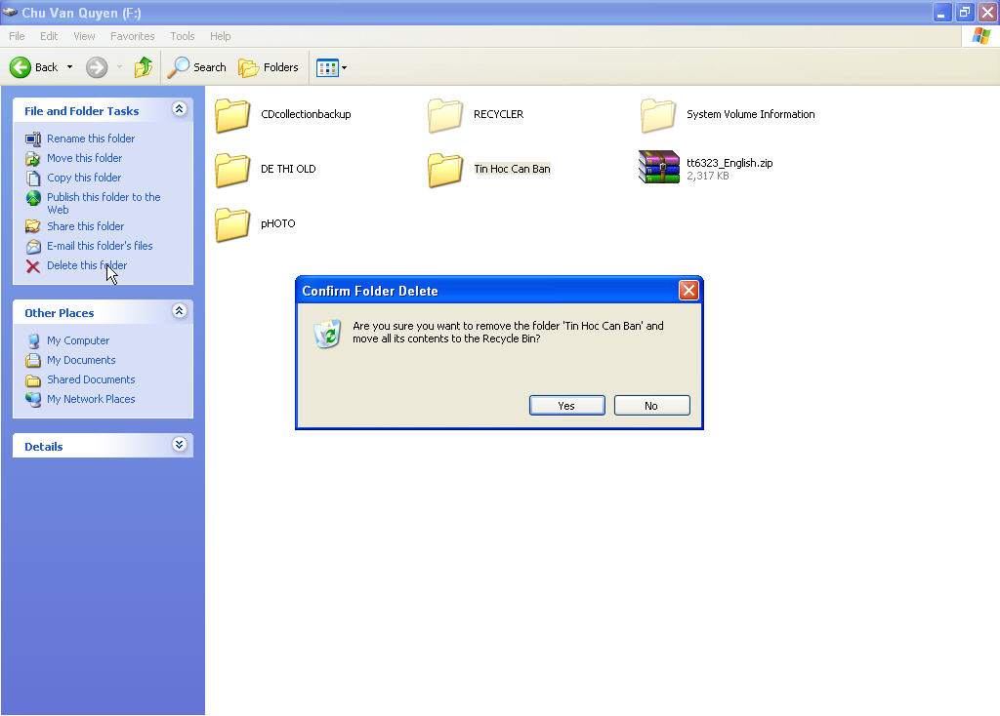 Chu Van Quyen (F:)
File Edit View Favorites Tools Help
Back Search Folders
File and Folder Tasks
Rename this folder
Move this folder
Copy this folder
Publish this folder to the
Web
Share this folder
E-mail this folder's files
Delete this folder
Other Places
My Computer
My Documents
Shared Documents
My Network Places
Details
CDcollectionbackup
RECYCLER
System Volume Information
DE THI OLD
Tin Hoc Can Ban
tt6323_English.zip
2,317 KB
pHOTO
Confirm Folder Delete
Are you sure you want to remove the folder 'Tin Hoc Can Ban' and
move all its contents to the Recycle Bin?
Yes No